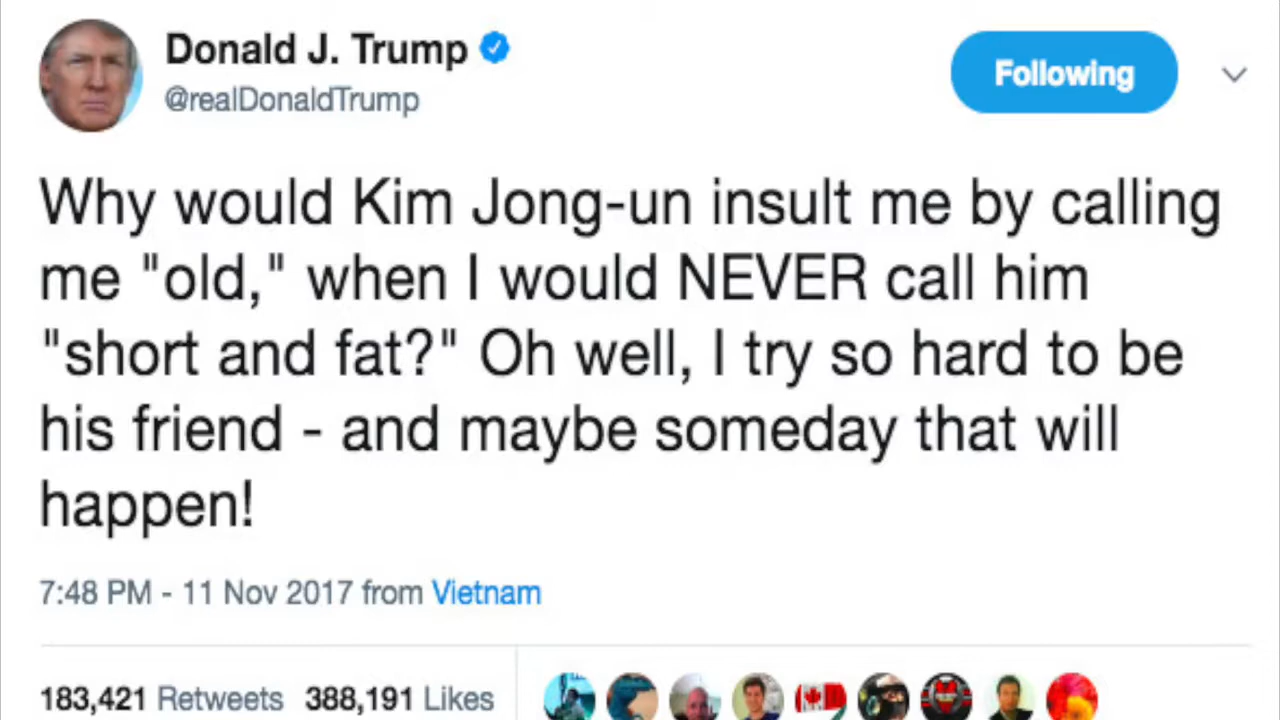 Donald J. Trump
@realDonaldTrump
Following
Why would Kim Jong-un insult me by calling
me "old," when I would NEVER call him
"short and fat?" Oh well, I try so hard to be
his friend - and maybe someday that will
happen!
7:48 PM - 11 Nov 2017 from Vietnam
183,421 Retweets 388,191 Likes